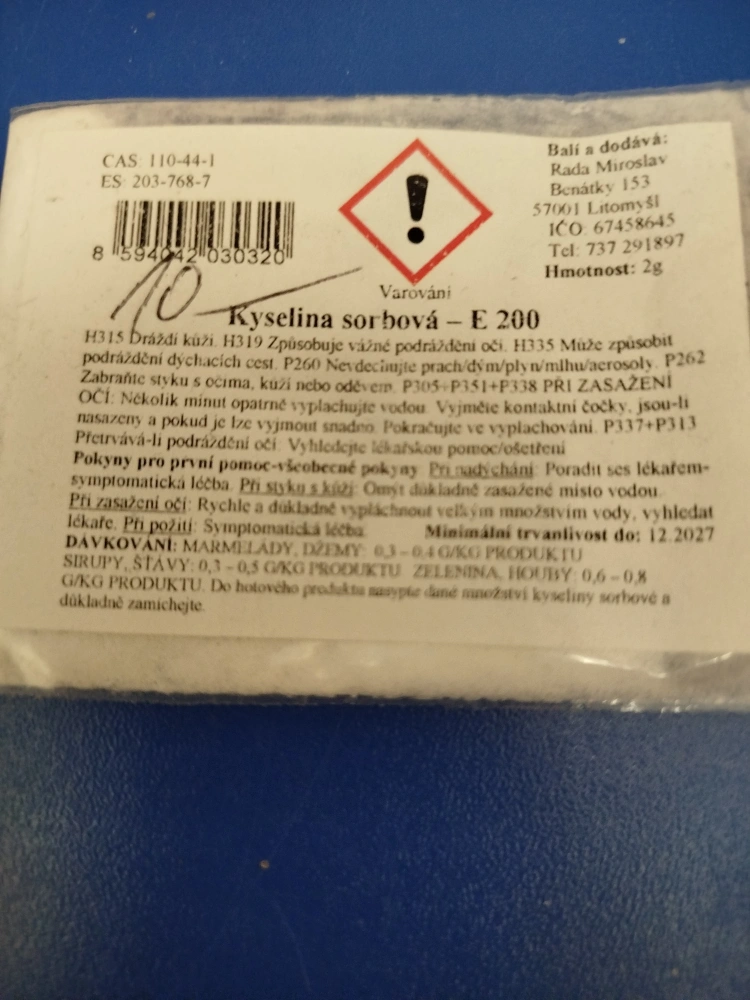 CAS: 110-44-1
ES: 203-768-7
8 594042 030320
10
Varování
Balí a dodává:
Rada Miroslav
Benátky 153
57001 Litomyšl
IČO: 67458645
Tel: 737 291897
Hmotnost: 2g
Kyselina sorbová – E 200
H315 Dráždí kůži. H319 Způsobuje vážné podráždění očí. H335 Může způsobit
podráždění dýchacích cest. P260 Nevdechujte prach/dým/plyn/mlhu/aerosoly. P262
Zabraňte styku s očima, kůží nebo oděvem. P305+P351+P338 PŘI ZASAŽENÍ
OČÍ: Několik minut opatrně vyplachujte vodou. Vyjměte kontaktní čočky, jsou-li
nasazeny a pokud je lze vyjmout snadno. Pokračujte ve vyplachování. P337+P313
Přetrvává-li podráždění očí: Vyhledejte lékařskou pomoc/ošetření
Pokyny pro první pomoc-všeobecné pokyny: Při nadýchání: Poradit ses lékařem-
symptomatická léčba. Při styku s kůží: Omýt důkladně zasažené místo vodou.
Při zasažení očí: Rychle a důkladně vypláchnout velkým množstvím vody, vyhledat
lékaře. Při požití: Symptomatická léčba. Minimální trvanlivost do: 12.2027
DÁVKOVÁNÍ: MARMELÁDY, DŽEMY: 0,3 – 0,4 G/KG PRODUKTU
SIRUPY, ŠŤÁVY: 0,3 – 0,5 G/KG PRODUKTU ZELENINA, HOUBY: 0,6 – 0,8
G/KG PRODUKTU. Do hotového produktu nasypte dané množství kyseliny sorbové a
důkladně zamíchejte.